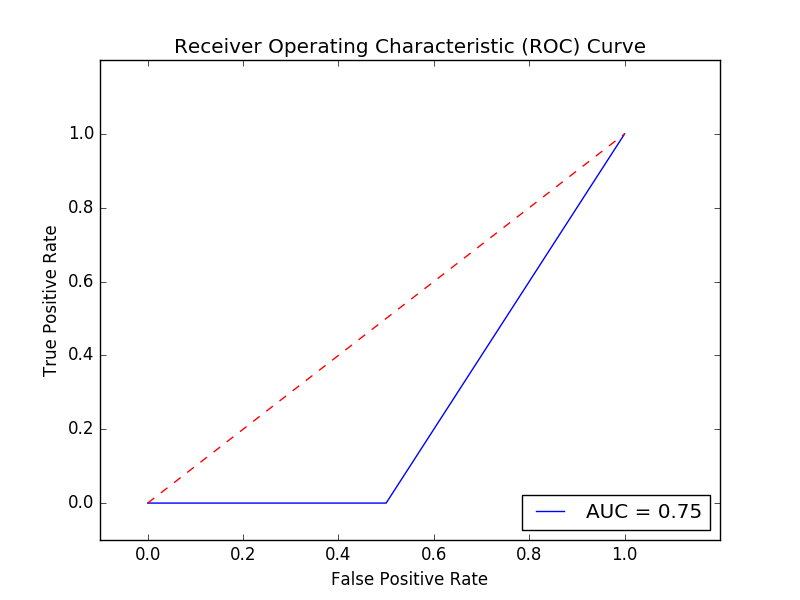 Receiver Operating Characteristic (ROC) Curve
True Positive Rate
1.0
0.8
0.6
0.4
0.2
0.0
AUC = 0.75
0.0 0.2 0.4 0.6 0.8 1.0
False Positive Rate